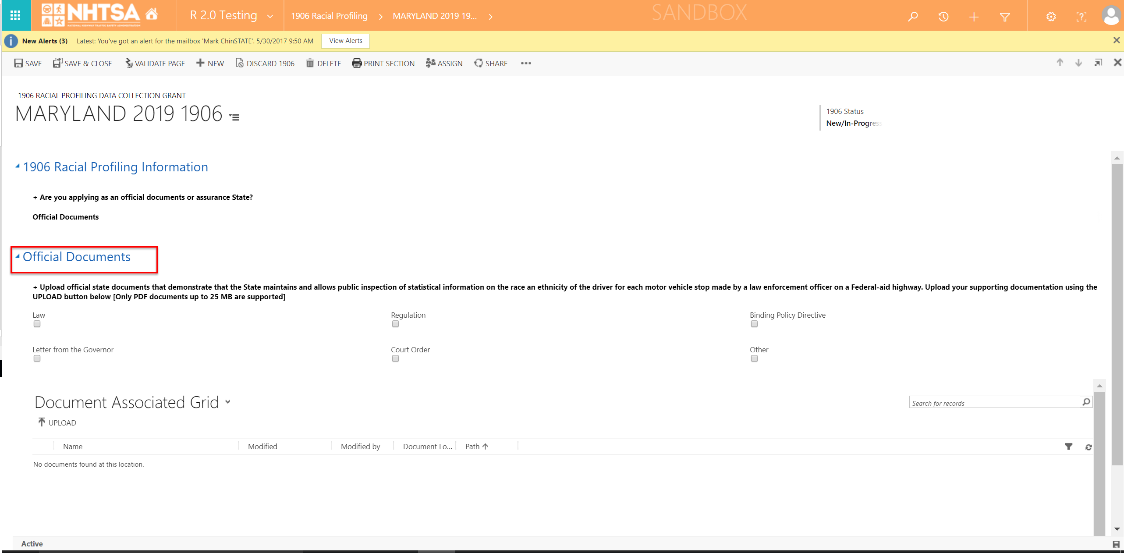 NHTSA
R 2.0 Testing
1906 Racial Profiling
MARYLAND 2019 19...
SANDBOX
New Alerts (3) Latest: You've got an alert for the mailbox 'Mark ChinSTATE'. 5/30/2017 9:50 AM View Alerts
SAVE SAVE & CLOSE VALIDATE PAGE NEW DISCARD 1906 DELETE PRINT SECTION ASSIGN SHARE
1906 RACIAL PROFILING DATA COLLECTION GRANT
MARYLAND 2019 1906
1906 Status
New/In-Progress
1906 Racial Profiling Information
+ Are you applying as an official documents or assurance State?
Official Documents
Official Documents
+ Upload official state documents that demonstrate that the State maintains and allows public inspection of statistical information on the race an ethnicity of the driver for each motor vehicle stop made by a law enforcement officer on a Federal-aid highway. Upload your supporting documentation using the
UPLOAD button below [Only PDF documents up to 25 MB are supported]
Law Regulation Binding Policy Directive
Letter from the Governor Court Order Other
Document Associated Grid
Search for records
UPLOAD
Name Modified Modified by Document Lo... Path
No documents found at this location.
Active